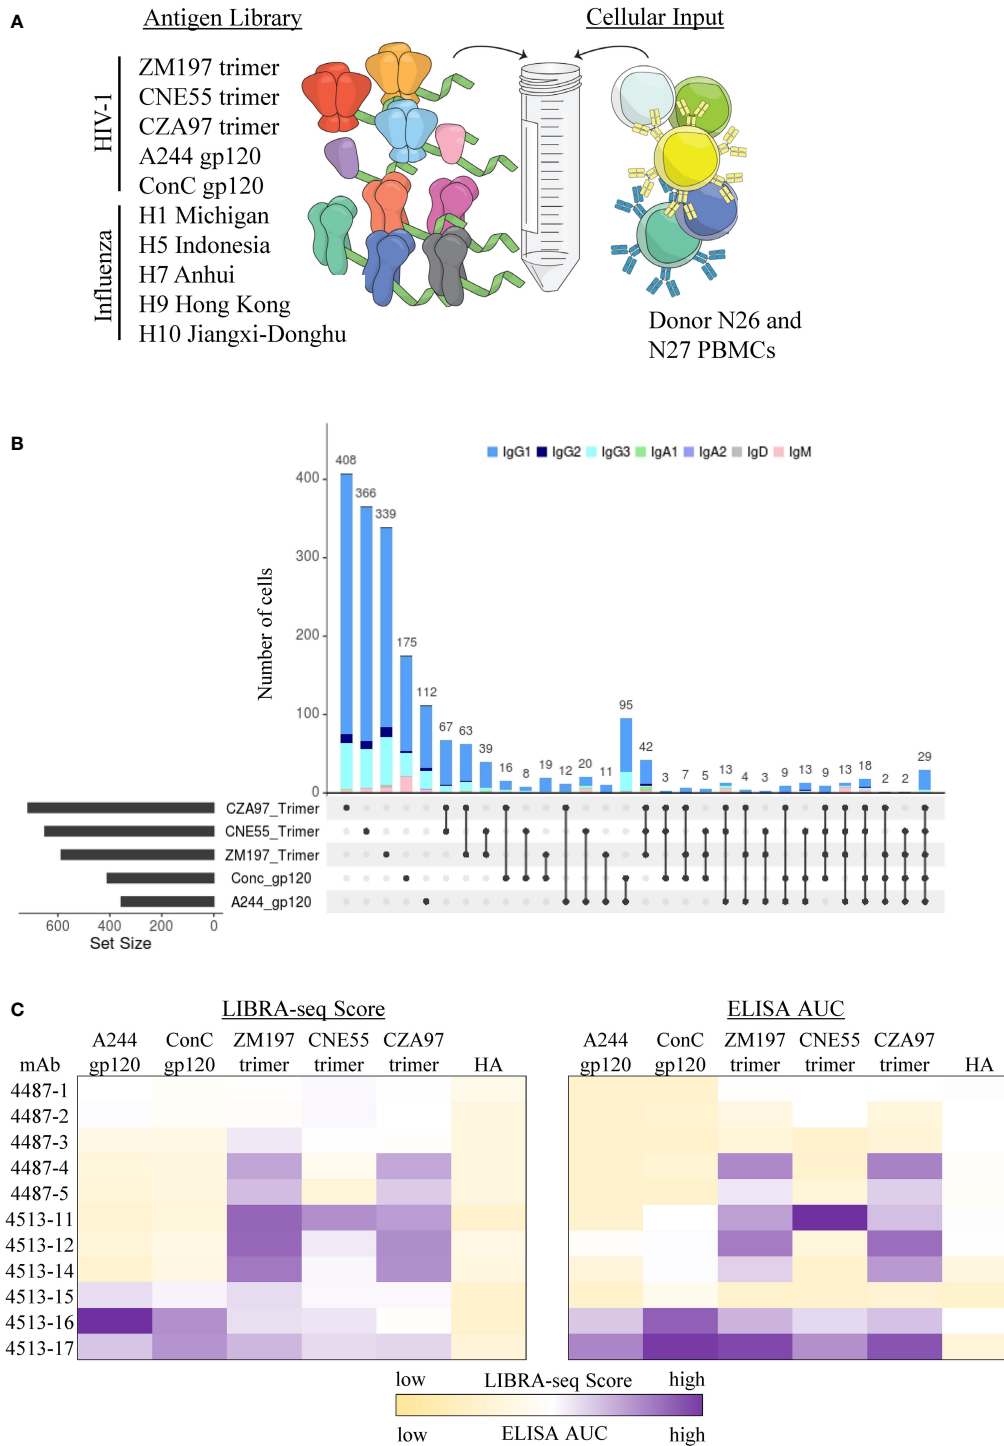 A
Antigen Library
Cellular Input
HIV-1
ZM197 trimer
CNE55 trimer
CZA97 trimer
A244 gp120
ConC gp120
Influenza
H1 Michigan
H5 Indonesia
H7 Anhui
H9 Hong Kong
H10 Jiangxi-Donghu
Donor N26 and
N27 PBMCs
B
IgG1 IgG2 IgG3 IgA1 IgA2 IgD IgM
Number of cells
400
300
200
100
0
408 366 339 175 112 67 63 39 16 8 19 12 20 11 95 42 3 7 5 13 4 3 9 13 9 13 18 2 2 29
CZA97_Trimer
CNE55_Trimer
ZM197_Trimer
Conc_gp120
A244_gp120
600 400 200 0
Set Size
C
LIBRA-seq Score
ELISA AUC
A244 ConC ZM197 CNE55 CZA97
mAb gp120 gp120 trimer trimer trimer HA
A244 ConC ZM197 CNE55 CZA97
gp120 gp120 trimer trimer trimer HA
4487-1
4487-2
4487-3
4487-4
4487-5
4513-11
4513-12
4513-14
4513-15
4513-16
4513-17
low LIBRA-seq Score high
low ELISA AUC high